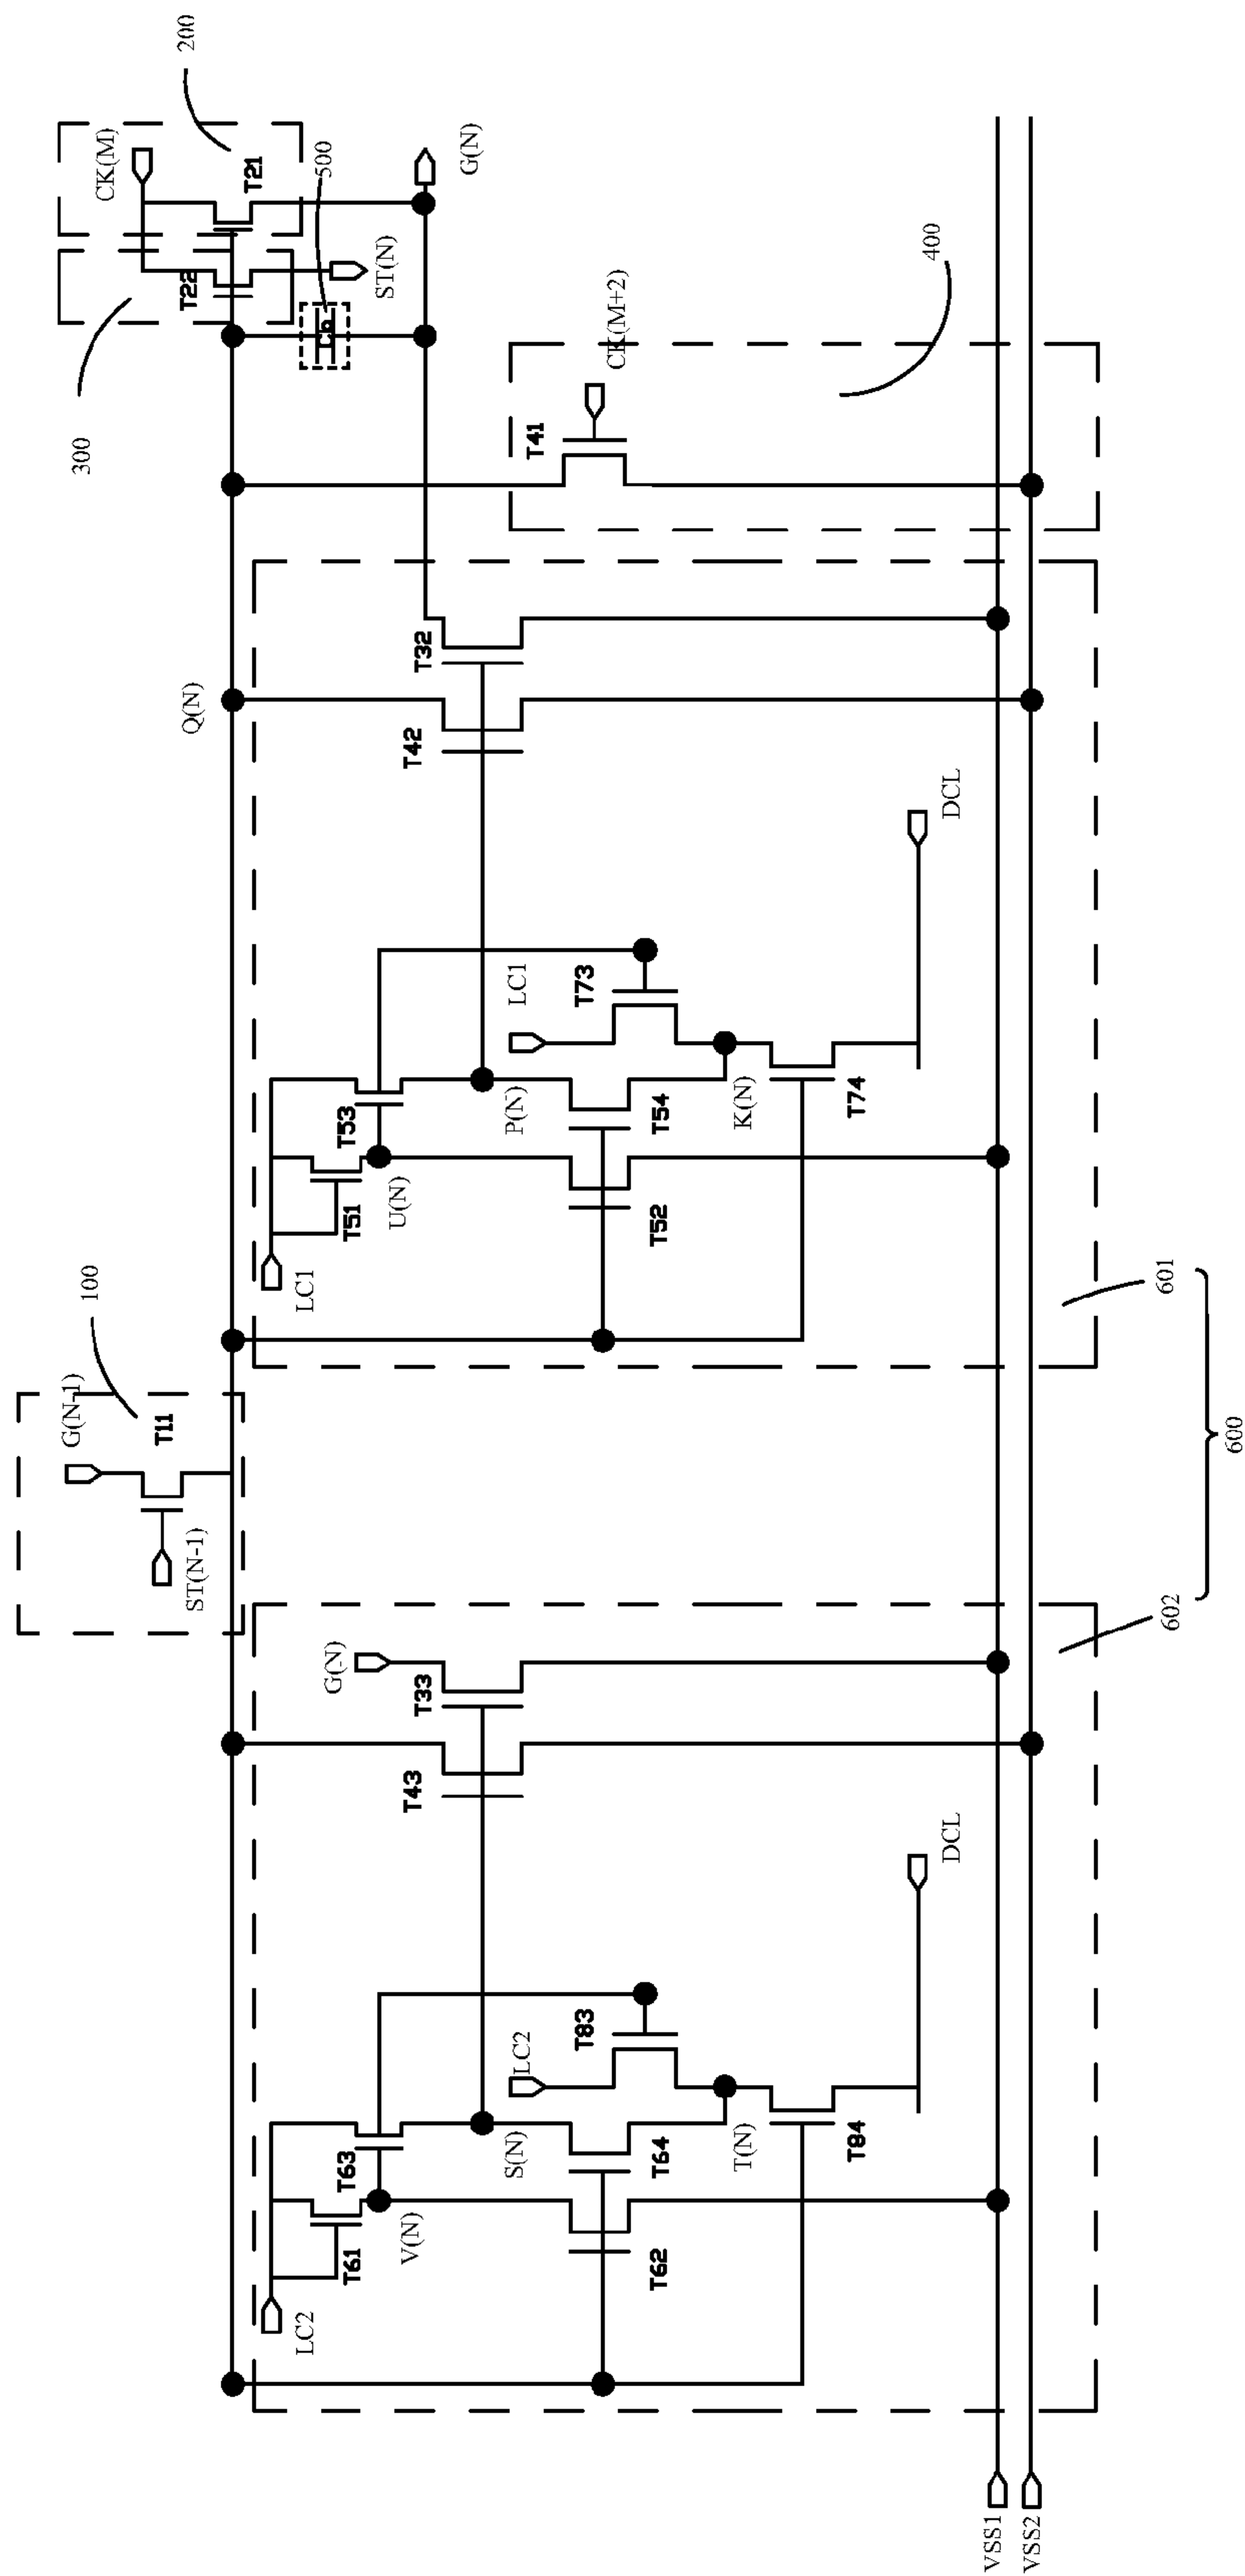 G(N-1)
100
300
CK(M)
200
T11
ST(N-1)
Q(N)
T22
T21
LC2
G(N)
LC1
500
Cb
T61
T63
T51
T53
ST(N)
V(N)
T43
T33
U(N)
T42
T32
G(N)
S(N)
LC2
P(N)
LC1
T41
T83
T73
CK(M+2)
T62
T64
T52
T54
T(N)
K(N)
T84
T74
DCL
DCL
400
VSS1
VSS2
602
601
600